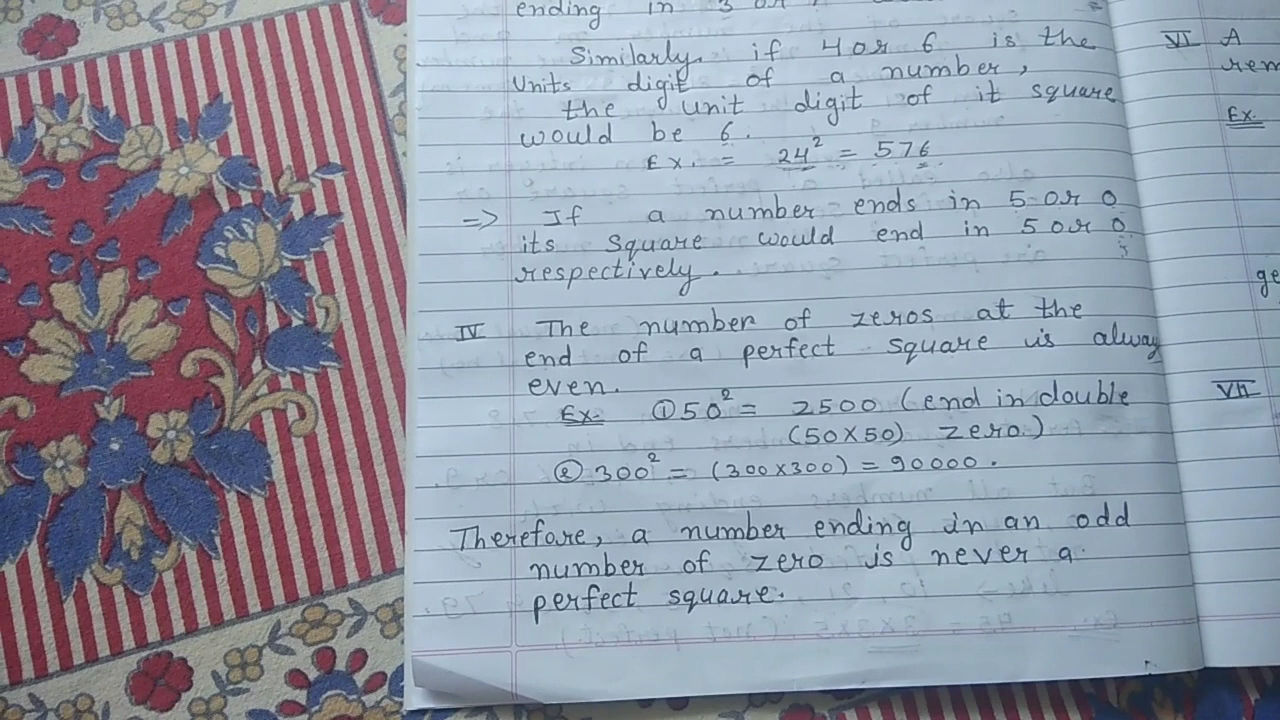 ending in 3 or
Similarly. if 4 or 6 is the
Units digit of a number,
the unit digit of it square
would be 6.
Ex. = 24² = 576
=> If a number ends in 5 or 0
its square would end in 5 or 0
respectively.
IV The number of zeros at the
end of a perfect square is alway
even.
Ex. ① 50² = 2500 (end in double
(50×50) zero.)
② 300² = (300×300) = 90000.
Therefore, a number ending in an odd
number of zero is never a
perfect square.
VI A
rem
Ex.
ge
VII